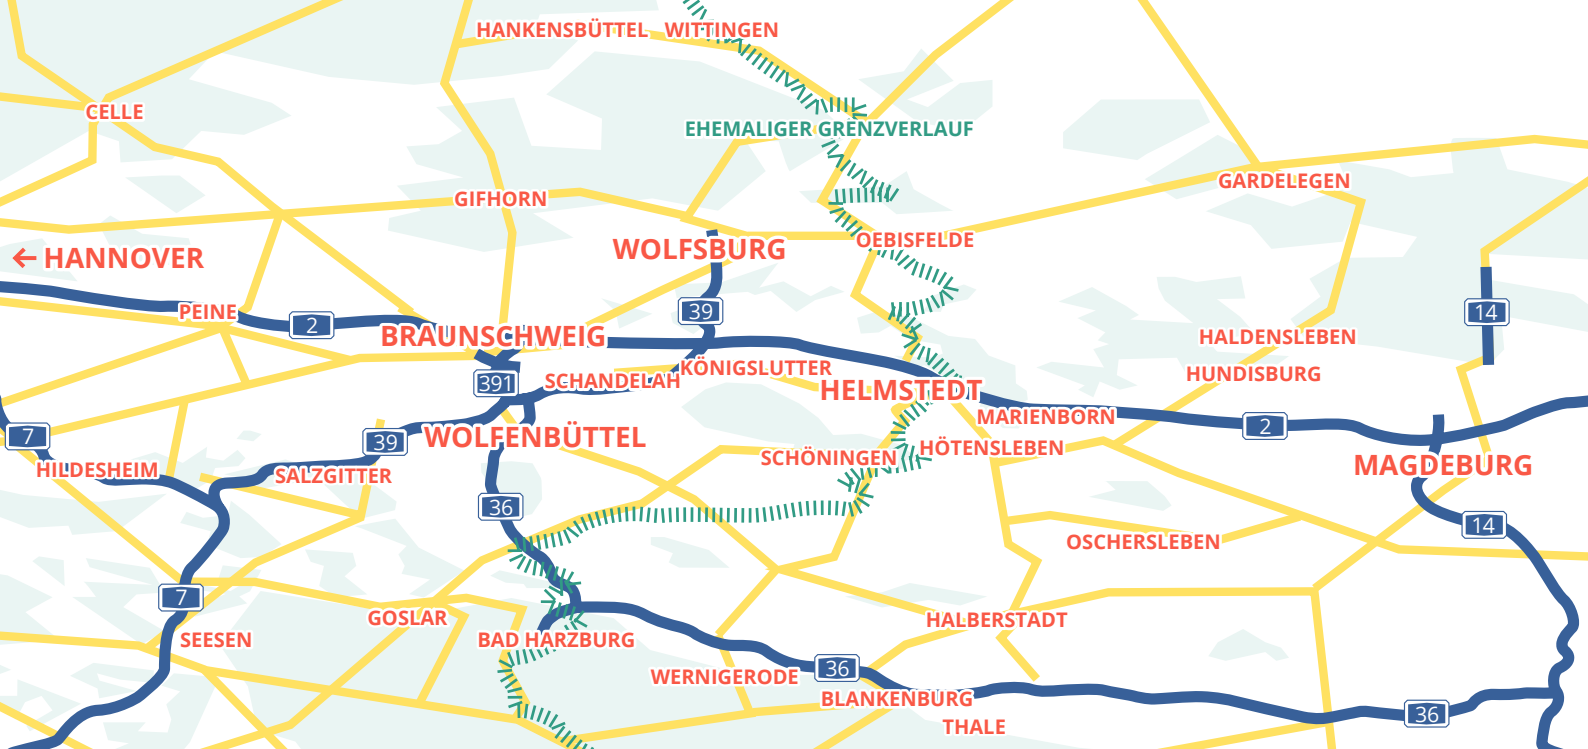 HANKENSBÜTTEL
WITTINGEN
CELLE
EHEMALIGER GRENZVERLAUF
GARDELEGEN
GIFHORN
OEBISFELDE
WOLFSBURG
← HANNOVER
PEINE
2
39
14
BRAUNSCHWEIG
HALDENSLEBEN
KÖNIGSLUTTER
HUNDISBURG
391
SCHANDELAH
HELMSTEDT
MARIENBORN
2
7
39
WOLFENBÜTTEL
HÖTENSLEBEN
SCHÖNINGEN
MAGDEBURG
HILDESHEIM
SALZGITTER
36
14
OSCHERSLEBEN
7
GOSLAR
HALBERSTADT
SEESEN
BAD HARZBURG
36
WERNIGERODE
BLANKENBURG
36
THALE